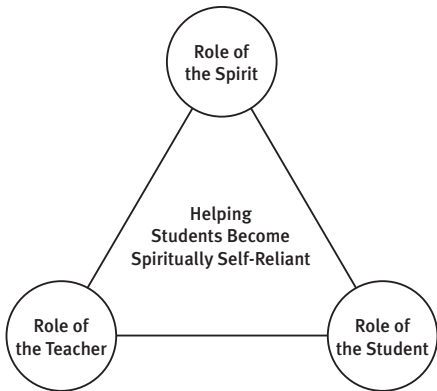 Role of
the Spirit
Helping
Students Become
Spiritually Self-Reliant
Role of
the Teacher
Role of
the Student